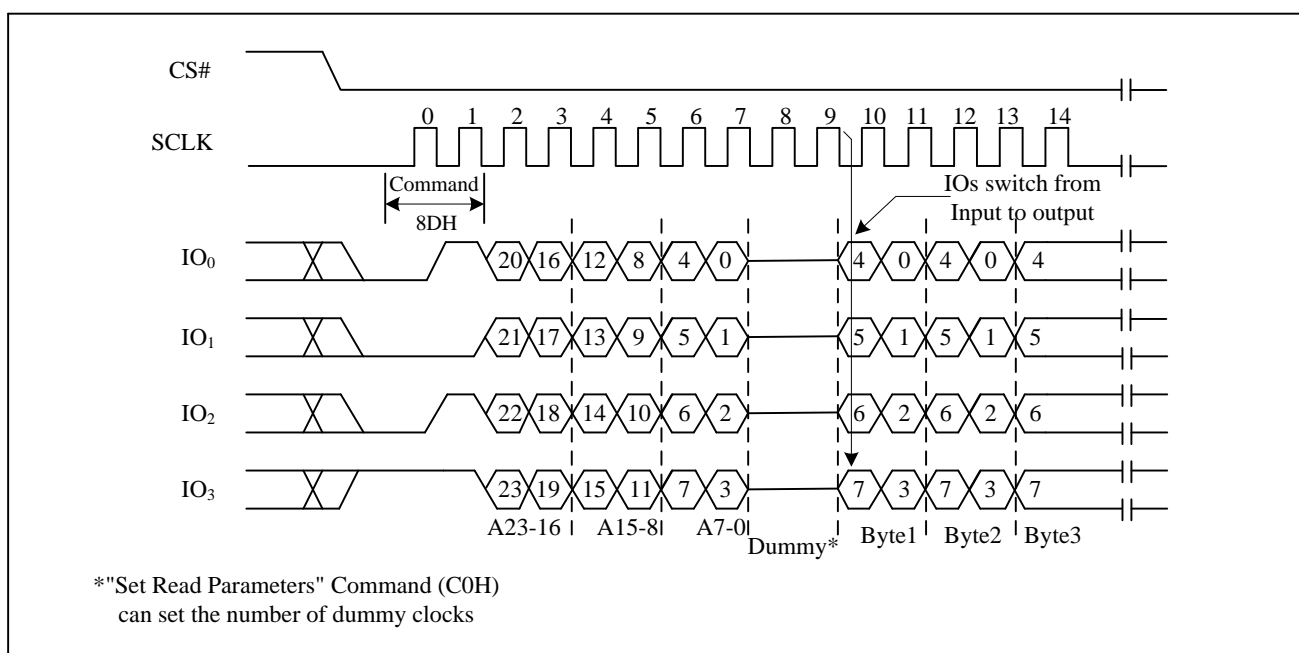 CS#
0 1 2 3 4 5 6 7 8 9 10 11 12 13 14
SCLK
Command
8DH
IOs switch from
Input to output
IO₀
20 16 12 8 4 0 4 0 4 0 4
IO₁
21 17 13 9 5 1 5 1 5 1 5
IO₂
22 18 14 10 6 2 6 2 6 2 6
IO₃
23 19 15 11 7 3 7 3 7 3 7
A23-16 A15-8 A7-0 Dummy* Byte1 Byte2 Byte3
*"Set Read Parameters" Command (C0H)
can set the number of dummy clocks